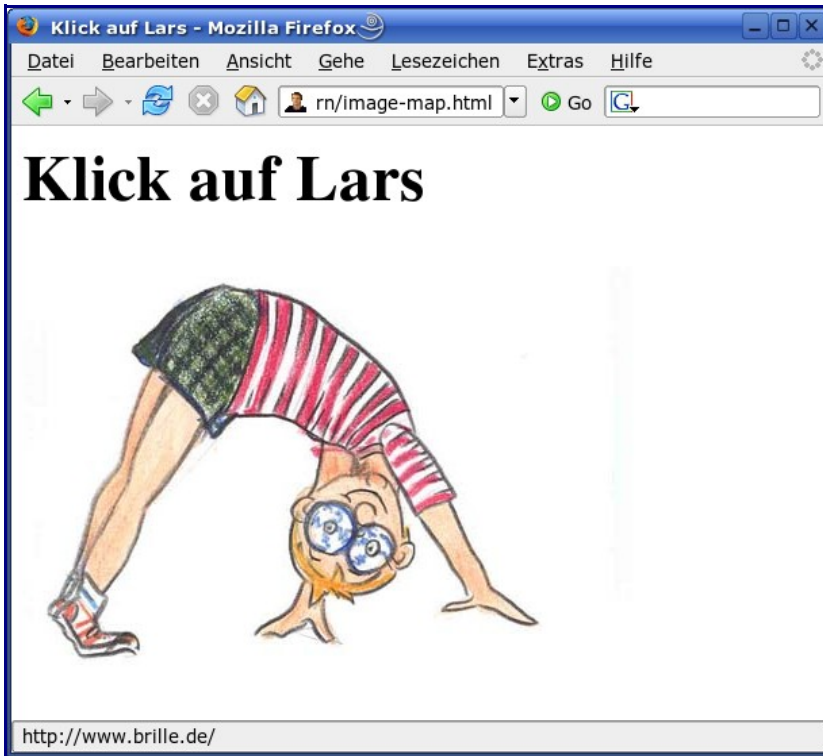 Klick auf Lars - Mozilla Firefox
Datei Bearbeiten Ansicht Gehe Lesezeichen Extras Hilfe
rn/image-map.html Go G
Klick auf Lars
http://www.brille.de/